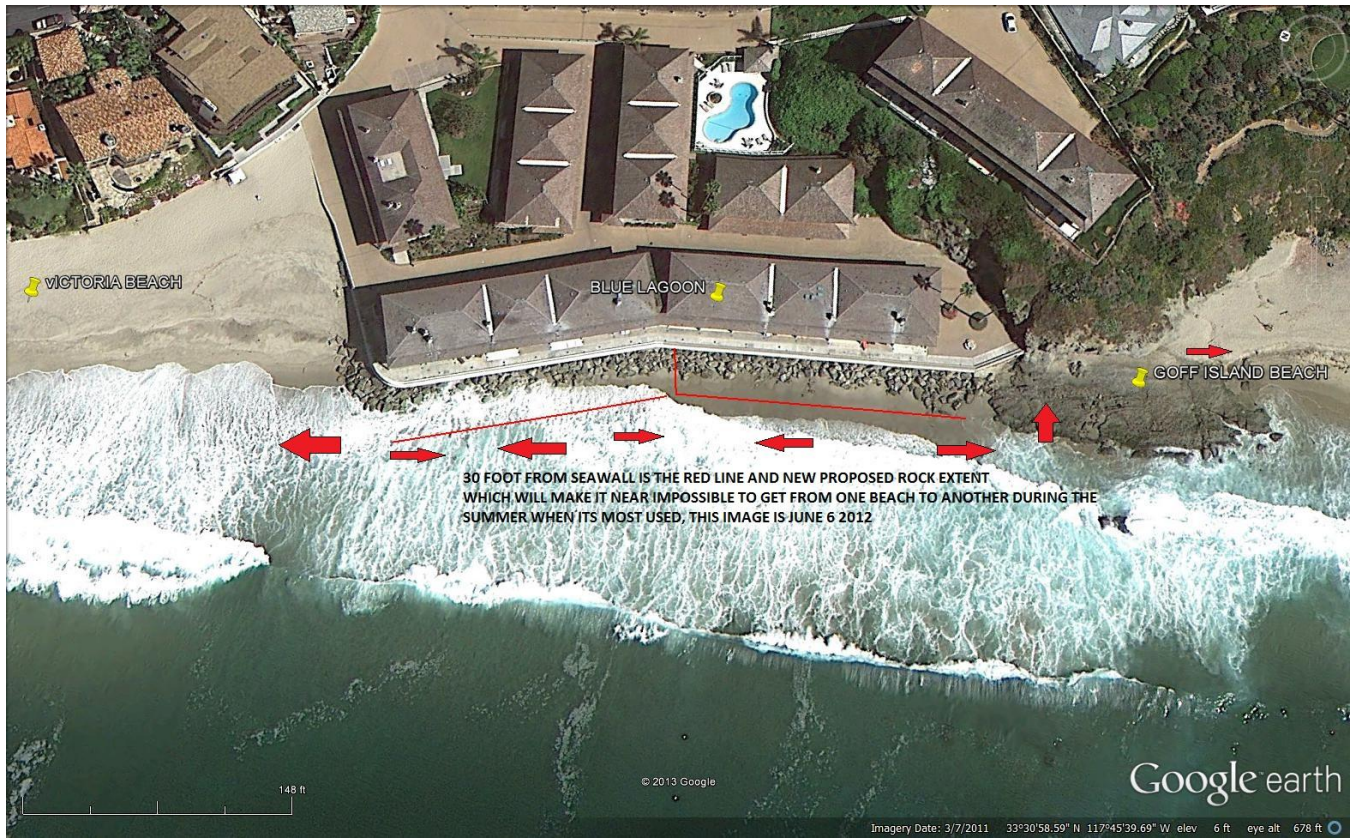 vICTORIA BEACH
BLUE LAGOON
GOFF ISLAND BEACH
30 FOOT FROM SEAWALL IS THE RED LINE AND NEW PROPOSED ROCK EXTENT
WHICH WILL MAKE IT NEAR IMPOSSIBLE TO GET FROM ONE BEACH TO ANOTHER DURING THE
SUMMER WHEN ITS MOST USED, THIS IMAGE IS JUNE 6 2012
148 ft
© 2013 Google
Google earth
Imagery Date: 3/7/2011 33°30'58.59" N 117°45'39.69" W elev 6 ft eye alt 678 ft